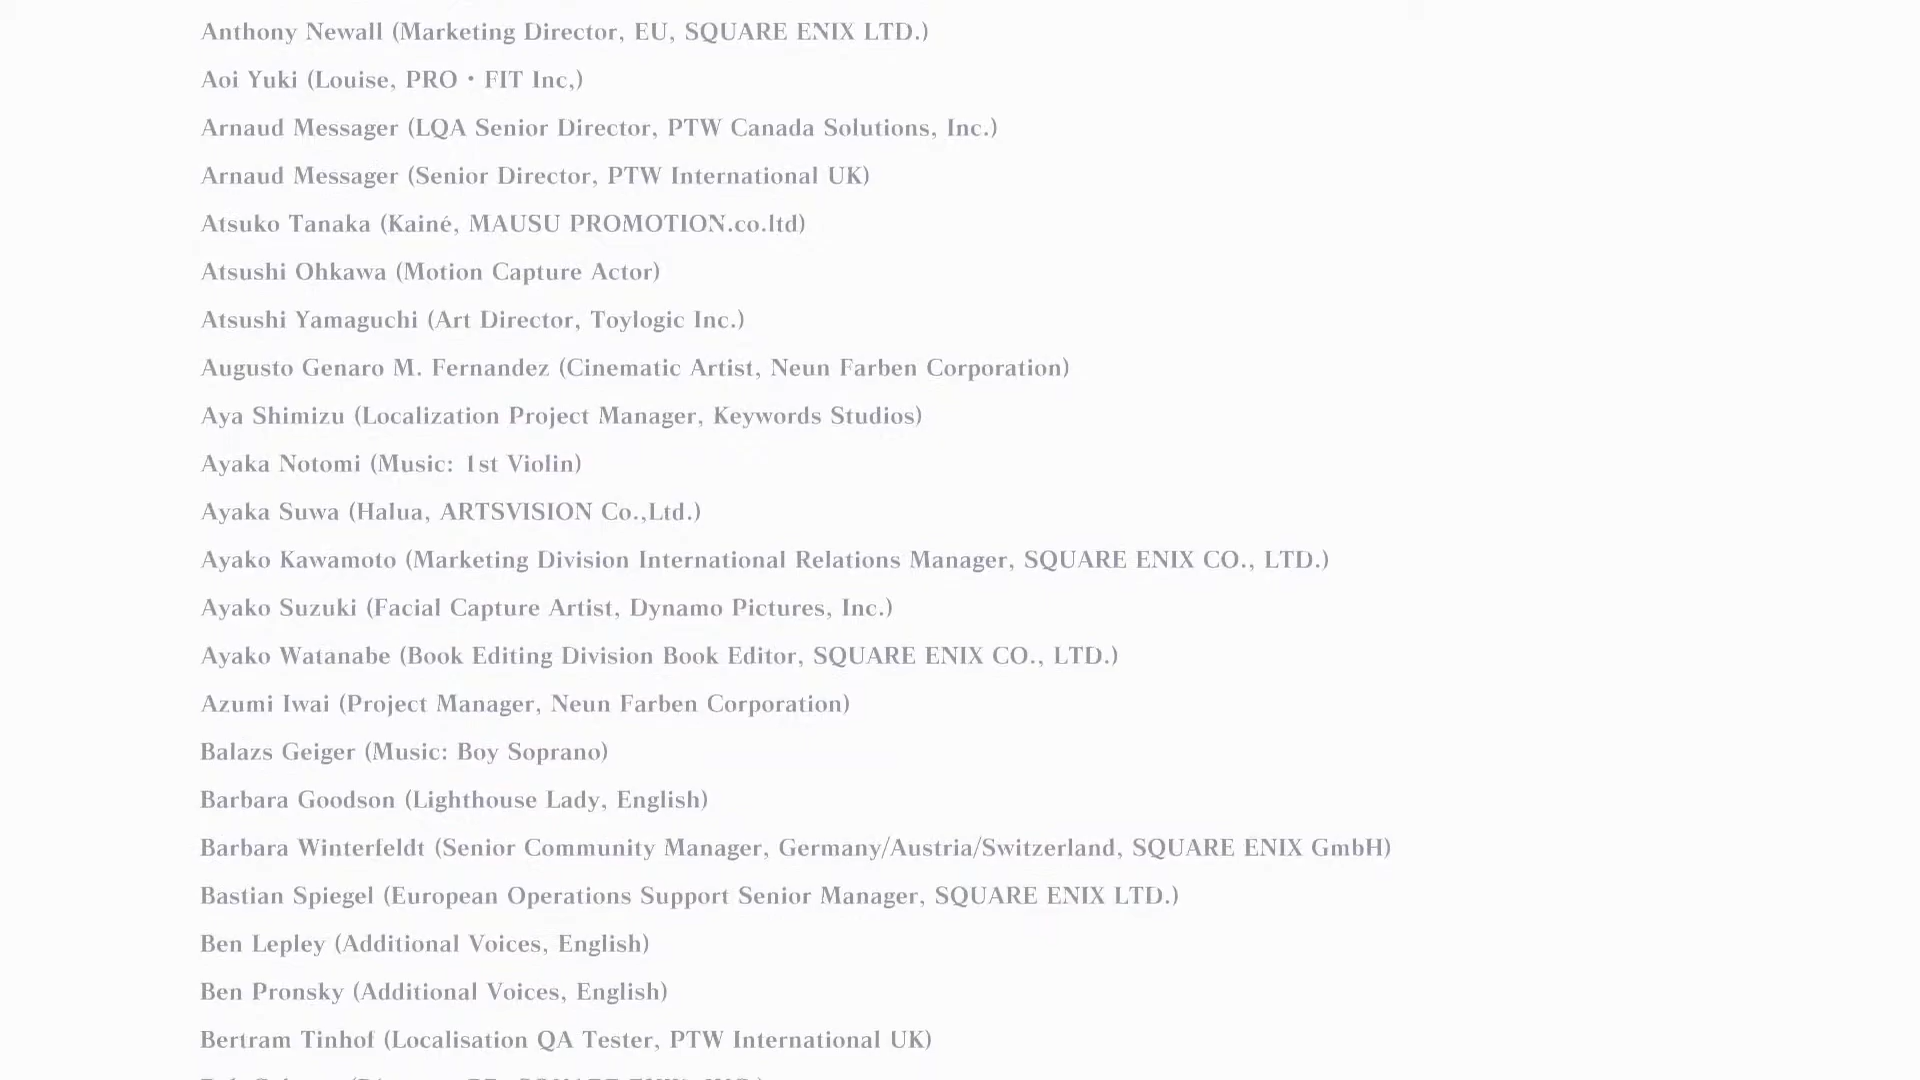 Anthony Newall (Marketing Director, EU, SQUARE ENIX LTD.)
Aoi Yuki (Louise, PRO・FIT Inc,)
Arnaud Messager (LQA Senior Director, PTW Canada Solutions, Inc.)
Arnaud Messager (Senior Director, PTW International UK)
Atsuko Tanaka (Kainé, MAUSU PROMOTION.co.ltd)
Atsushi Ohkawa (Motion Capture Actor)
Atsushi Yamaguchi (Art Director, Toylogic Inc.)
Augusto Genaro M. Fernandez (Cinematic Artist, Neun Farben Corporation)
Aya Shimizu (Localization Project Manager, Keywords Studios)
Ayaka Notomi (Music: 1st Violin)
Ayaka Suwa (Halua, ARTSVISION Co.,Ltd.)
Ayako Kawamoto (Marketing Division International Relations Manager, SQUARE ENIX CO., LTD.)
Ayako Suzuki (Facial Capture Artist, Dynamo Pictures, Inc.)
Ayako Watanabe (Book Editing Division Book Editor, SQUARE ENIX CO., LTD.)
Azumi Iwai (Project Manager, Neun Farben Corporation)
Balazs Geiger (Music: Boy Soprano)
Barbara Goodson (Lighthouse Lady, English)
Barbara Winterfeldt (Senior Community Manager, Germany/Austria/Switzerland, SQUARE ENIX GmbH)
Bastian Spiegel (European Operations Support Senior Manager, SQUARE ENIX LTD.)
Ben Lepley (Additional Voices, English)
Ben Pronsky (Additional Voices, English)
Bertram Tinhof (Localisation QA Tester, PTW International UK)